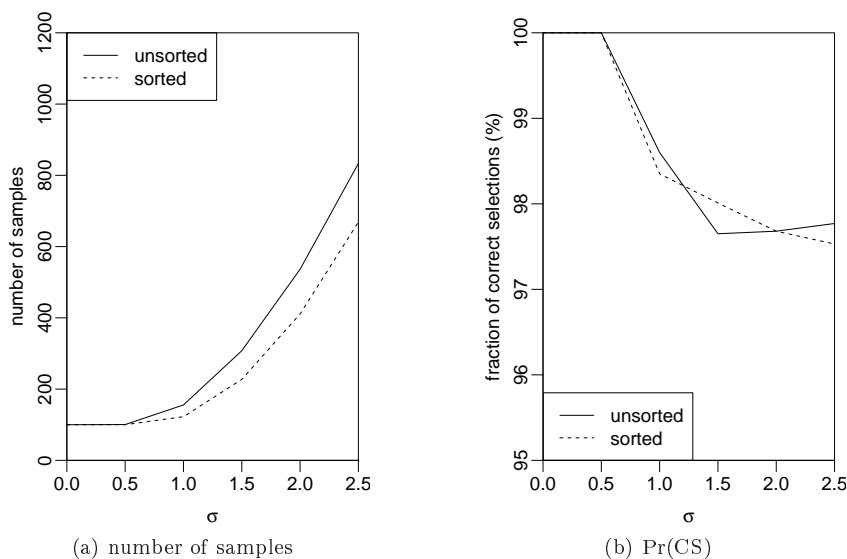 number of samples
1200
1000
800
600
400
200
0
unsorted
sorted
0.0 0.5 1.0 1.5 2.0 2.5
σ
(a) number of samples
fraction of correct selections (%)
100
99
98
97
96
95
unsorted
sorted
0.0 0.5 1.0 1.5 2.0 2.5
σ
(b) Pr(CS)